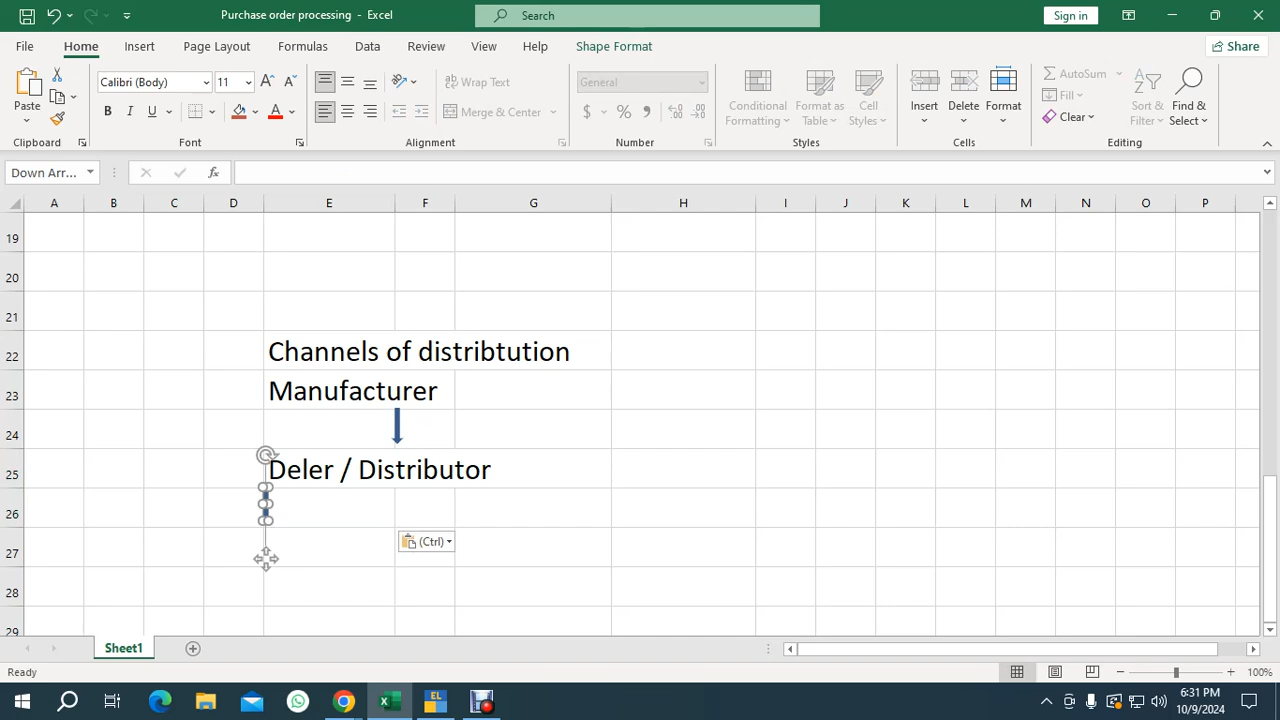 Purchase order processing - Excel
Search
Sign in
File Home Insert Page Layout Formulas Data Review View Help Shape Format
Share
Paste
Clipboard
Calibri (Body) 11
B I U
Font
Wrap Text
Merge & Center
Alignment
General
$ % ,
Number
Conditional Formatting
Format as Table
Cell Styles
Styles
Insert
Delete
Format
Cells
AutoSum
Fill
Clear
Sort & Filter
Find & Select
Editing
Down Arr... fx
A B C D E F G H I J K L M N O P
19
20
21
22 Channels of distribtution
23 Manufacturer
24
25 Deler / Distributor
26
27 (Ctrl)
28
29
Sheet1
Ready 100%
6:31 PM
10/9/2024